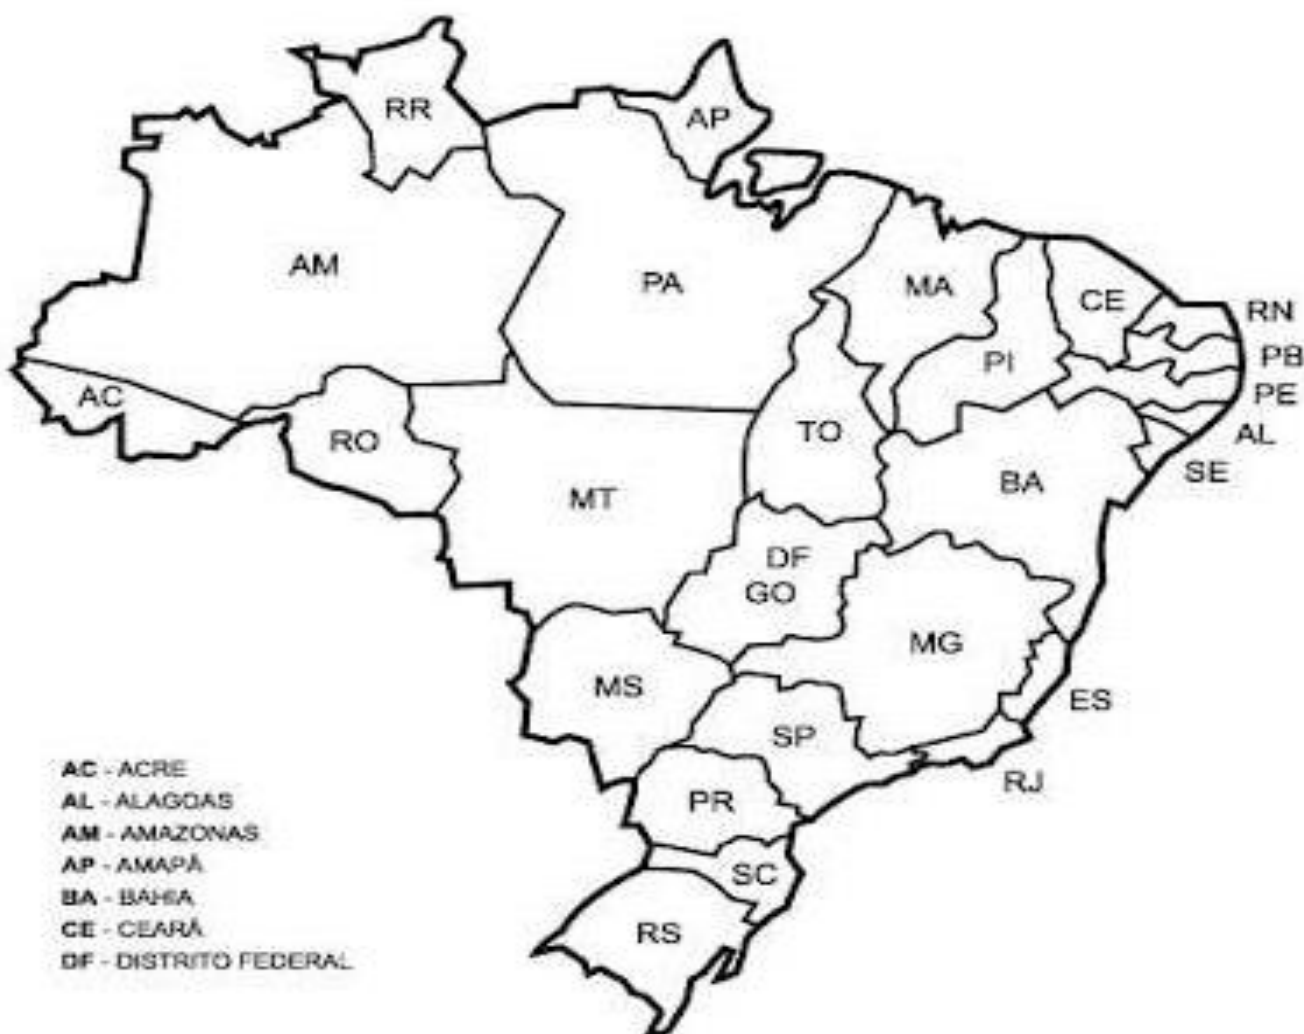 RR
AP
AM
PA
MA
CE
RN
PB
PI
PE
AC
AL
TO
RO
SE
BA
MT
DF
GO
MG
MS
ES
SP
RJ
PR
SC
RS
AC - ACRE
AL - ALAGOAS
AM - AMAZONAS
AP - AMAPÁ
BA - BAHIA
CE - CEARÁ
DF - DISTRITO FEDERAL